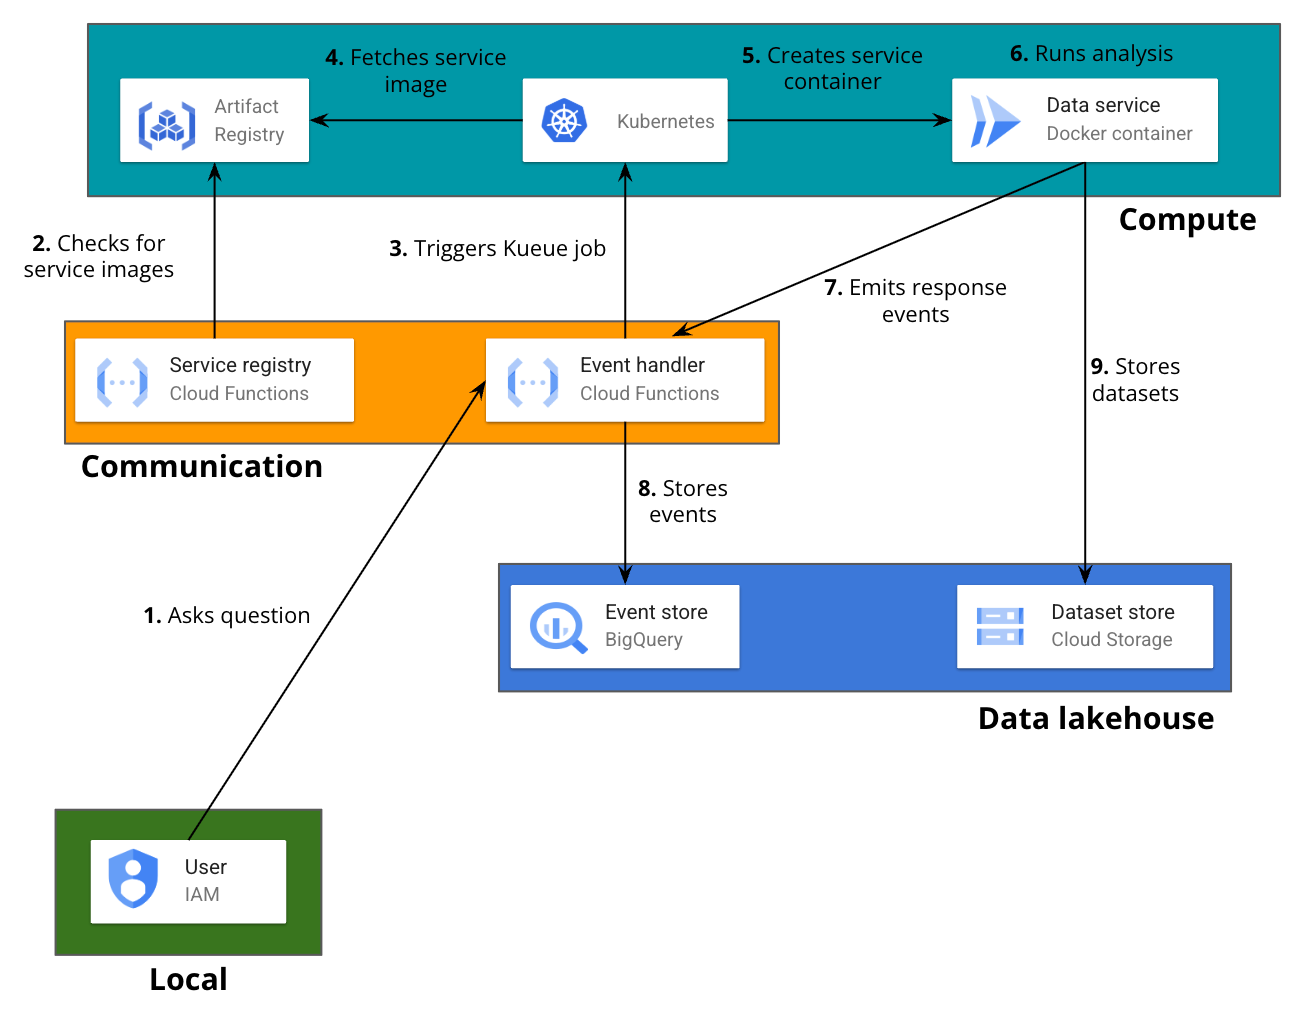 4. Fetches service
image
5. Creates service
container
6. Runs analysis
Artifact
Registry
Kubernetes
Data service
Docker container
Compute
2. Checks for
service images
3. Triggers Kueue job
7. Emits response
events
Service registry
Cloud Functions
Event handler
Cloud Functions
9. Stores
datasets
Communication
8. Stores
events
1. Asks question
Event store
BigQuery
Dataset store
Cloud Storage
Data lakehouse
User
IAM
Local